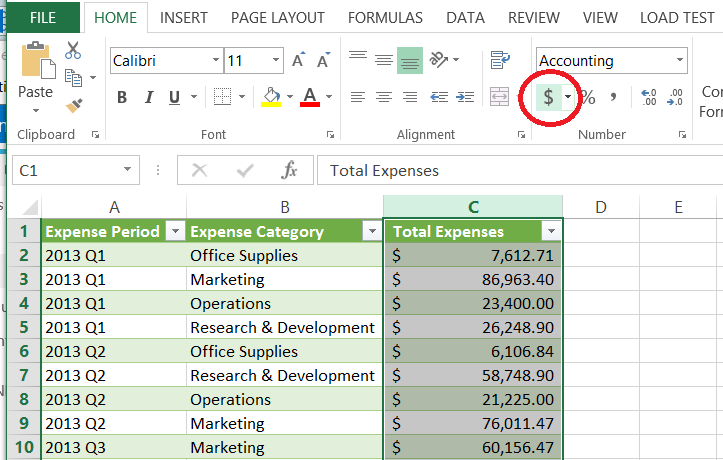 FILE HOME INSERT PAGE LAYOUT FORMULAS DATA REVIEW VIEW LOAD TEST
Calibri 11 A A Accounting
Paste B I U A $ % , .0 .00 .00 .0
Clipboard Font Alignment Number
C1 fx Total Expenses
A B C D E
1 Expense Period Expense Category Total Expenses
2 2013 Q1 Office Supplies $ 7,612.71
3 2013 Q1 Marketing $ 86,963.40
4 2013 Q1 Operations $ 23,400.00
5 2013 Q1 Research & Development $ 26,248.90
6 2013 Q2 Office Supplies $ 6,106.84
7 2013 Q2 Research & Development $ 58,748.90
8 2013 Q2 Operations $ 21,225.00
9 2013 Q2 Marketing $ 76,011.47
10 2013 Q3 Marketing $ 60,156.47